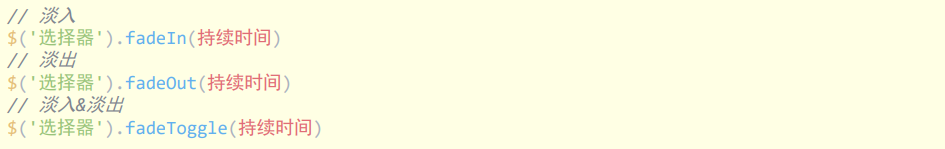 // 淡入
$('选择器').fadeIn(持续时间)
// 淡出
$('选择器').fadeOut(持续时间)
// 淡入&淡出
$('选择器').fadeToggle(持续时间)